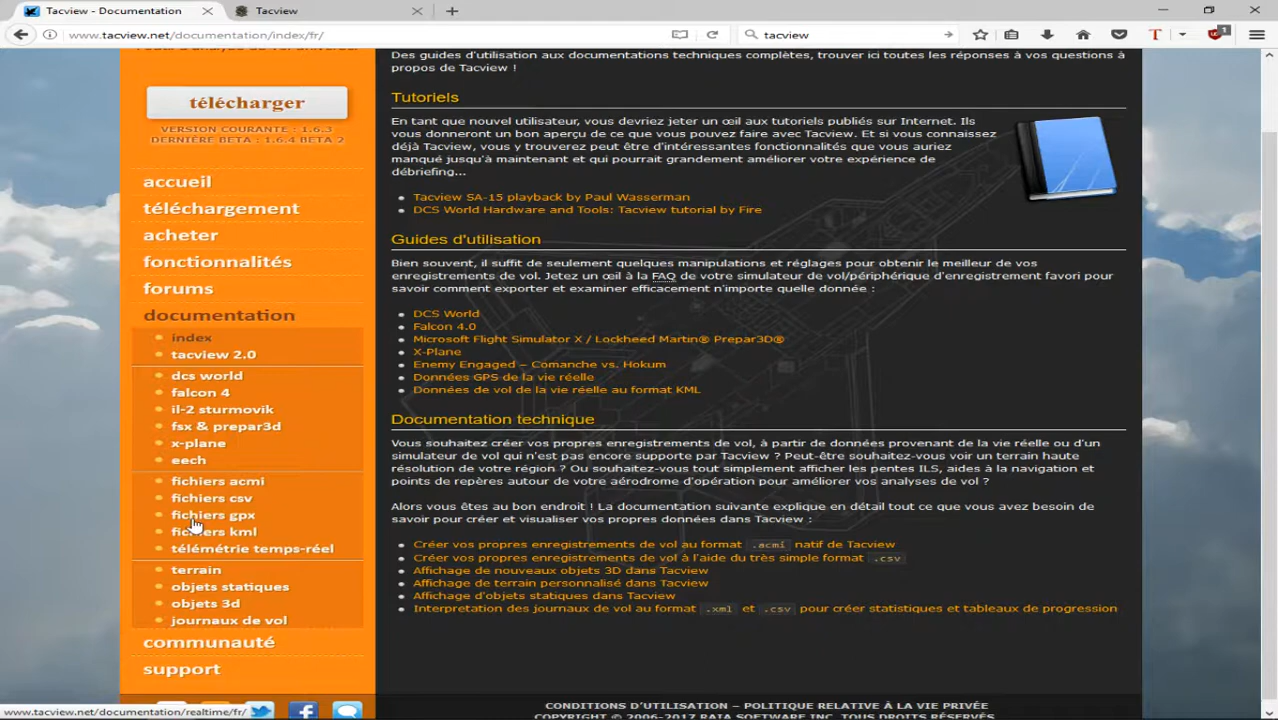 Tacview - Documentation
Tacview
www.tacview.net/documentation/index/fr/
tacview
1
télécharger
VERSION COURANTE : 1.6.3
DERNIÈRE BETA : 1.6.4 BETA 2
accueil
téléchargement
acheter
fonctionnalités
forums
documentation
index
tacview 2.0
dcs world
falcon 4
il-2 sturmovik
fsx & prepar3d
x-plane
eech
fichiers acmi
fichiers csv
fichiers gpx
fichiers kml
télémétrie temps-réel
terrain
objets statiques
objets 3d
journaux de vol
communauté
support
Des guides d'utilisation aux documentations techniques complètes, trouver ici toutes les réponses à vos questions à
propos de Tacview !
Tutoriels
En tant que nouvel utilisateur, vous devriez jeter un œil aux tutoriels publiés sur Internet. Ils
vous donneront un bon aperçu de ce que vous pouvez faire avec Tacview. Et si vous connaissez
déjà Tacview, vous y trouverez peut être d'intéressantes fonctionnalités que vous auriez
manqué jusqu'à maintenant et qui pourrait grandement améliorer votre expérience de
débriefing...
Tacview SA-15 playback by Paul Wasserman
DCS World Hardware and Tools: Tacview tutorial by Fire
Guides d'utilisation
Bien souvent, il suffit de seulement quelques manipulations et réglages pour obtenir le meilleur de vos
enregistrements de vol. Jetez un œil à la FAQ de votre simulateur de vol/périphérique d'enregistrement favori pour
savoir comment exporter et examiner efficacement n'importe quelle donnée :
DCS World
Falcon 4.0
Microsoft Flight Simulator X / Lockheed Martin® Prepar3D®
X-Plane
Enemy Engaged – Comanche vs. Hokum
Données GPS de la vie réelle
Données de vol de la vie réelle au format KML
Documentation technique
Vous souhaitez créer vos propres enregistrements de vol, à partir de données provenant de la vie réelle ou d'un
simulateur de vol qui n'est pas encore supporte par Tacview ? Peut-être souhaitez-vous voir un terrain haute
résolution de votre région ? Ou souhaitez-vous tout simplement afficher les pentes ILS, aides à la navigation et
points de repères autour de votre aérodrome d'opération pour améliorer vos analyses de vol ?
Alors vous êtes au bon endroit ! La documentation suivante explique en détail tout ce que vous avez besoin de
savoir pour créer et visualiser vos propres données dans Tacview :
Créer vos propres enregistrements de vol au format .acmi natif de Tacview
Créer vos propres enregistrements de vol à l'aide du très simple format .csv
Affichage de nouveaux objets 3D dans Tacview
Affichage de terrain personnalisé dans Tacview
Affichage d'objets statiques dans Tacview
Interpretation des journaux de vol au format .xml et .csv pour créer statistiques et tableaux de progression
CONDITIONS D'UTILISATION – POLITIQUE RELATIVE À LA VIE PRIVÉE
COPYRIGHT © 2006-2017 RAIA SOFTWARE INC. TOUS DROITS RÉSERVÉS
www.tacview.net/documentation/realtime/fr/